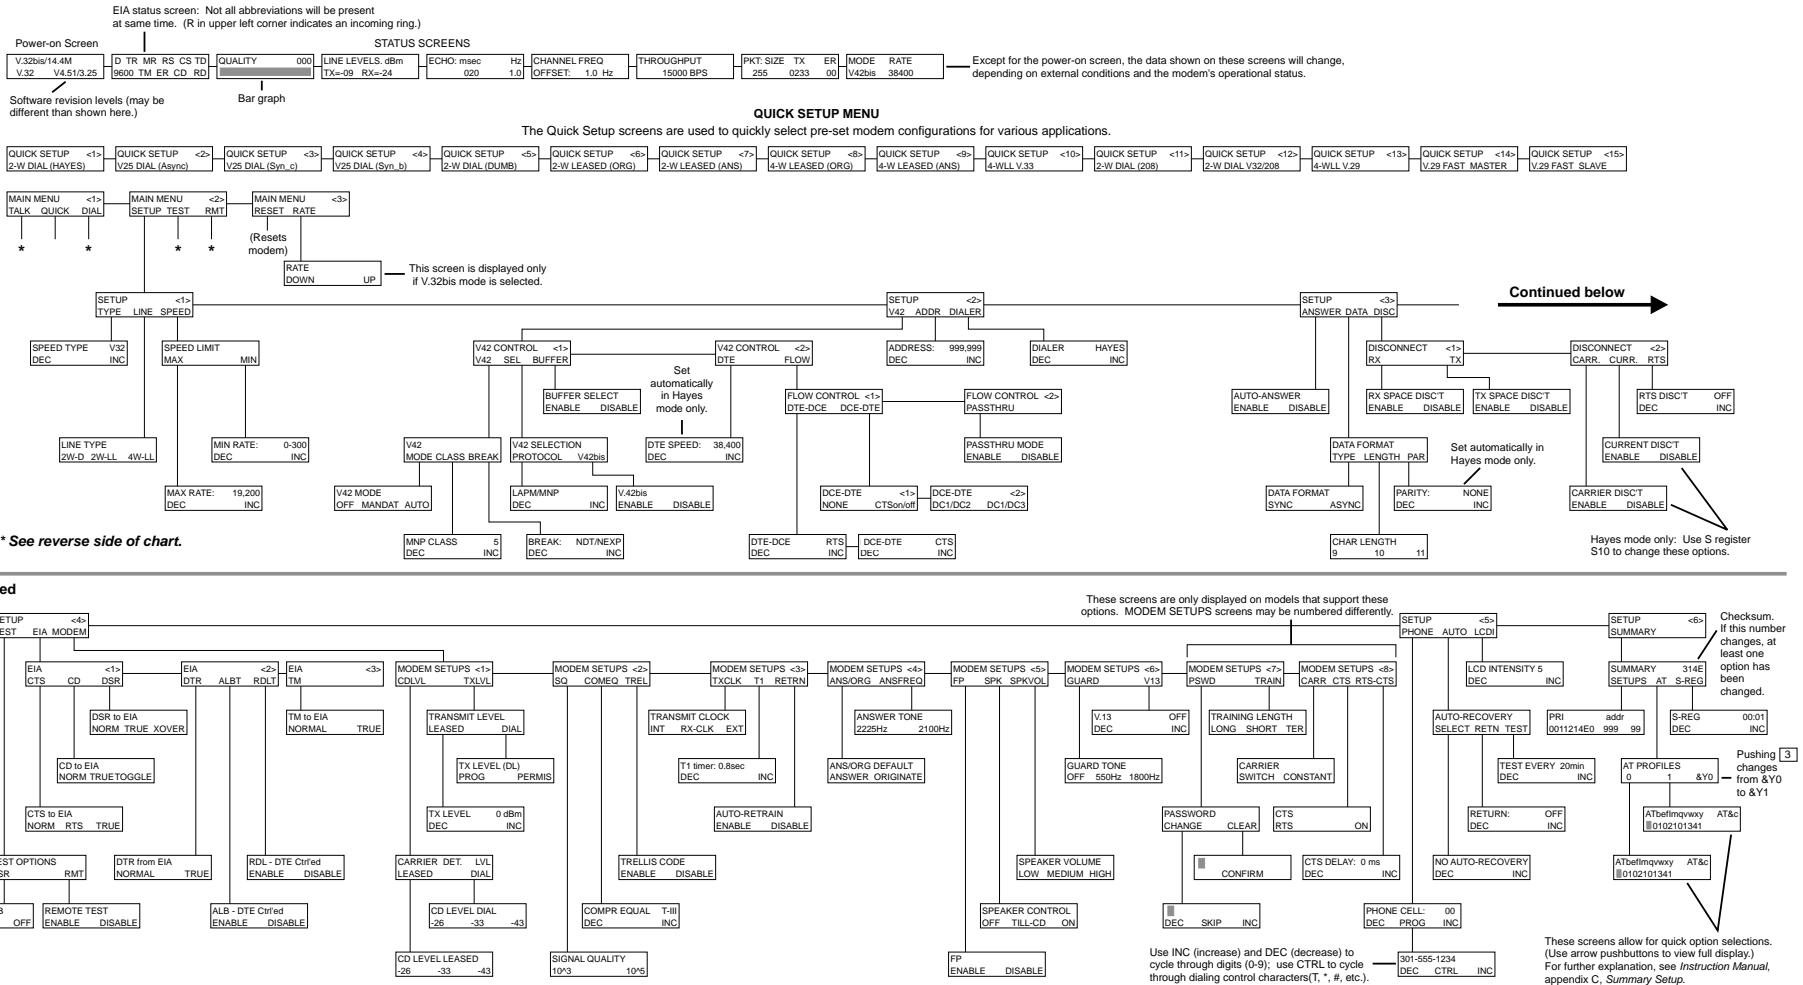 EIA status screen: Not all abbreviations will be present
at same time. (R in upper left corner indicates an incoming ring.)
Power-on Screen
STATUS SCREENS
V.32bis/14.4M
V.32 V4.51/3.25
D TR MR RS CS TD
9600 TM ER CD RD
QUALITY 000
LINE LEVELS. dBm
TX=-09 RX=-24
ECHO: msec Hz
020 1.0
CHANNEL FREQ
OFFSET: 1.0 Hz
THROUGHPUT
15000 BPS
PKT: SIZE TX ER
255 0233 00
MODE RATE
V42bis 38400
Except for the power-on screen, the data shown on these screens will change,
depending on external conditions and the modem's operational status.
Software revision levels (may be
different than shown here.)
Bar graph
QUICK SETUP MENU
The Quick Setup screens are used to quickly select pre-set modem configurations for various applications.
QUICK SETUP <1>
2-W DIAL (HAYES)
QUICK SETUP <2>
V25 DIAL (Async)
QUICK SETUP <3>
V25 DIAL (Syn_c)
QUICK SETUP <4>
V25 DIAL (Syn_b)
QUICK SETUP <5>
2-W DIAL (DUMB)
QUICK SETUP <6>
2-W LEASED (ORG)
QUICK SETUP <7>
2-W LEASED (ANS)
QUICK SETUP <8>
4-W LEASED (ORG)
QUICK SETUP <9>
4-W LEASED (ANS)
QUICK SETUP <10>
4-WLL V.33
QUICK SETUP <11>
2-W DIAL (208)
QUICK SETUP <12>
2-W DIAL V32/208
QUICK SETUP <13>
4-WLL V.29
QUICK SETUP <14>
V.29 FAST MASTER
QUICK SETUP <15>
V.29 FAST SLAVE
MAIN MENU <1>
TALK QUICK DIAL
MAIN MENU <2>
SETUP TEST RMT
MAIN MENU <3>
RESET RATE
* * * *
(Resets
modem)
RATE
DOWN UP
This screen is displayed only
if V.32bis mode is selected.
SETUP <1>
TYPE LINE SPEED
SETUP <2>
V42 ADDR DIALER
SETUP <3>
ANSWER DATA DISC
Continued below
SPEED TYPE V32
DEC INC
SPEED LIMIT
MAX MIN
V42 CONTROL <1>
V42 SEL BUFFER
V42 CONTROL <2>
DTE FLOW
ADDRESS: 999,999
DEC INC
DIALER HAYES
DEC INC
DISCONNECT <1>
RX TX
DISCONNECT <2>
CARR. CURR. RTS
Set
automatically
in Hayes
mode only.
BUFFER SELECT
ENABLE DISABLE
FLOW CONTROL <1>
DTE-DCE DCE-DTE
FLOW CONTROL <2>
PASSTHRU
AUTO-ANSWER
ENABLE DISABLE
RX SPACE DISC'T
ENABLE DISABLE
TX SPACE DISC'T
ENABLE DISABLE
RTS DISC'T OFF
DEC INC
LINE TYPE
2W-D 2W-LL 4W-LL
MIN RATE: 0-300
DEC INC
V42
MODE CLASS BREAK
V42 SELECTION
PROTOCOL V42bis
DTE SPEED: 38,400
DEC INC
PASSTHRU MODE
ENABLE DISABLE
DATA FORMAT
TYPE LENGTH PAR
Set automatically in
Hayes mode only.
CURRENT DISC'T
ENABLE DISABLE
MAX RATE: 19,200
DEC INC
V42 MODE
OFF MANDAT AUTO
LAPM/MNP
DEC INC
V.42bis
ENABLE DISABLE
DCE-DTE <1>
NONE CTSon/off
DCE-DTE <2>
DC1/DC2 DC1/DC3
DATA FORMAT
SYNC ASYNC
PARITY: NONE
DEC INC
CARRIER DISC'T
ENABLE DISABLE
* See reverse side of chart.
MNP CLASS 5
DEC INC
BREAK: NDT/NEXP
DEC INC
DTE-DCE RTS
DEC INC
DCE-DTE CTS
DEC INC
CHAR LENGTH
9 10 11
Hayes mode only: Use S register
S10 to change these options.
ed
These screens are only displayed on models that support these
options. MODEM SETUPS screens may be numbered differently.
ETUP <4>
EST EIA MODEM
SETUP <5>
PHONE AUTO LCDI
SETUP <6>
SUMMARY
Checksum.
If this number
changes, at
least one
option has
been
changed.
EIA <1>
CTS CD DSR
EIA <2>
DTR ALBT RDLT
EIA <3>
TM
MODEM SETUPS <1>
CDLVL TXLVL
MODEM SETUPS <2>
SQ COMEQ TREL
MODEM SETUPS <3>
TXCLK T1 RETRN
MODEM SETUPS <4>
ANS/ORG ANSFREQ
MODEM SETUPS <5>
FP SPK SPKVOL
MODEM SETUPS <6>
GUARD V13
MODEM SETUPS <7>
PSWD TRAIN
MODEM SETUPS <8>
CARR CTS RTS-CTS
LCD INTENSITY 5
DEC INC
SUMMARY 314E
SETUPS AT S-REG
DSR to EIA
NORM TRUE XOVER
TM to EIA
NORMAL TRUE
TRANSMIT LEVEL
LEASED DIAL
TRANSMIT CLOCK
INT RX-CLK EXT
ANSWER TONE
2225Hz 2100Hz
V.13 OFF
DEC INC
TRAINING LENGTH
LONG SHORT TER
AUTO-RECOVERY
SELECT RETN TEST
PRI addr
0011214E0 999 99
S-REG 00:01
DEC INC
CD to EIA
NORM TRUETOGGLE
TX LEVEL (DL)
PROG PERMIS
T1 timer: 0.8sec
DEC INC
ANS/ORG DEFAULT
ANSWER ORIGINATE
GUARD TONE
OFF 550Hz 1800Hz
CARRIER
SWITCH CONSTANT
TEST EVERY 20min
DEC INC
AT PROFILES
0 1 &Y0
Pushing 3
changes
from &Y0
to &Y1
CTS to EIA
NORM RTS TRUE
TX LEVEL 0 dBm
DEC INC
AUTO-RETRAIN
ENABLE DISABLE
PASSWORD
CHANGE CLEAR
CTS
RTS ON
RETURN: OFF
DEC INC
ATbeflmqvwxy AT&c
0102101341
EST OPTIONS
SR RMT
DTR from EIA
NORMAL TRUE
RDL - DTE Ctrl'ed
ENABLE DISABLE
CARRIER DET. LVL
LEASED DIAL
TRELLIS CODE
ENABLE DISABLE
SPEAKER VOLUME
LOW MEDIUM HIGH
CONFIRM
CTS DELAY: 0 ms
DEC INC
NO AUTO-RECOVERY
DEC INC
ATbeflmqvwxy AT&c
0102101341
OFF
REMOTE TEST
ENABLE DISABLE
ALB - DTE Ctrl'ed
ENABLE DISABLE
CD LEVEL DIAL
-26 -33 -43
COMPR EQUAL T-III
DEC INC
SPEAKER CONTROL
OFF TILL-CD ON
DEC SKIP INC
PHONE CELL: 00
DEC PROG INC
CD LEVEL LEASED
-26 -33 -43
SIGNAL QUALITY
10^3 10^5
FP
ENABLE DISABLE
Use INC (increase) and DEC (decrease) to
cycle through digits (0-9); use CTRL to cycle
through dialing control characters(T, *, #, etc.).
301-555-1234
DEC CTRL INC
These screens allow for quick option selections.
(Use arrow pushbuttons to view full display.)
For further explanation, see Instruction Manual,
appendix C, Summary Setup.